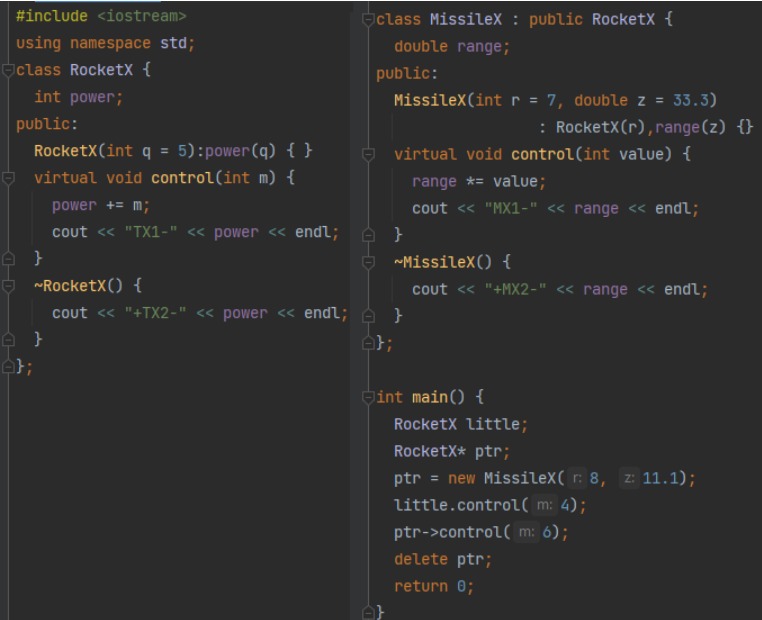 #include <iostream>
using namespace std;
class RocketX {
int power;
public:
RocketX(int q = 5):power(q) { }
virtual void control(int m) {
power += m;
cout << "TX1-" << power << endl;
}
~RocketX() {
cout << "+TX2-" << power << endl;
}
};
class MissileX : public RocketX {
double range;
public:
MissileX(int r = 7, double z = 33.3)
: RocketX(r),range(z) {}
virtual void control(int value) {
range *= value;
cout << "MX1-" << range << endl;
}
~MissileX() {
cout << "+MX2-" << range << endl;
}
};
int main() {
RocketX little;
RocketX* ptr;
ptr = new MissileX( r: 8, z: 11.1);
little.control( m: 4);
ptr->control( m: 6);
delete ptr;
return 0;
}